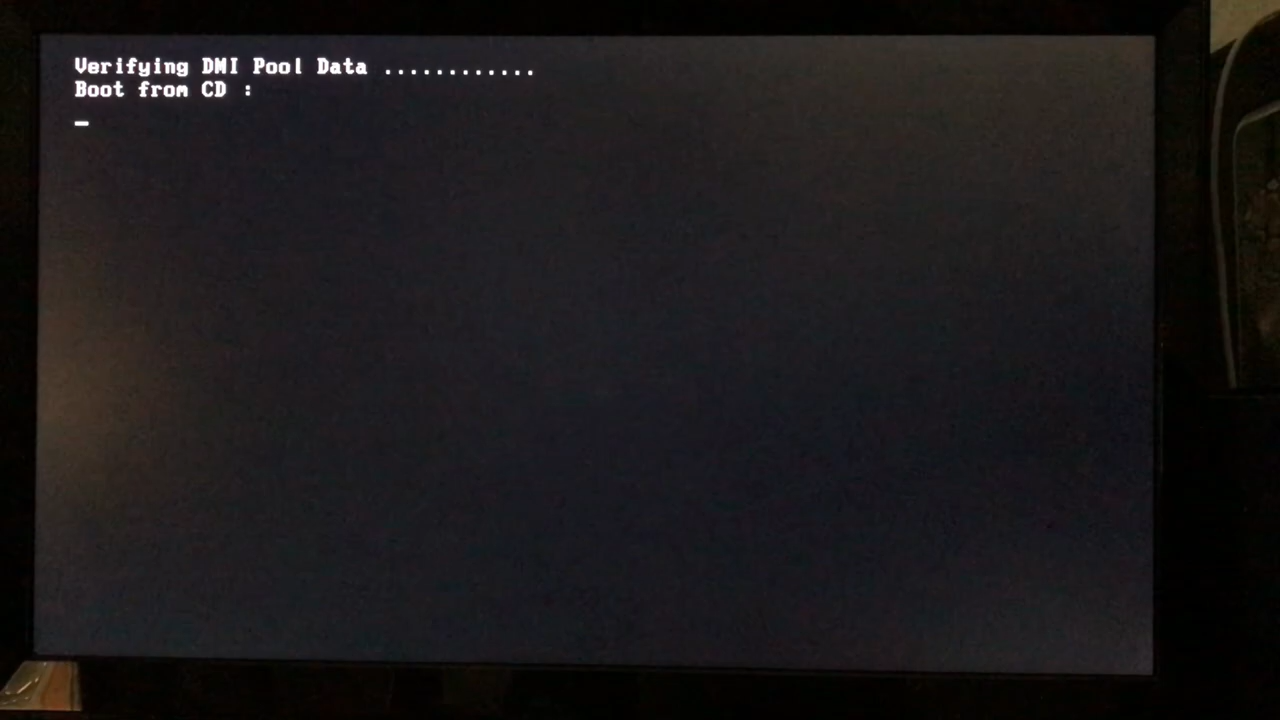 Verifying DMI Pool Data ............
Boot from CD :